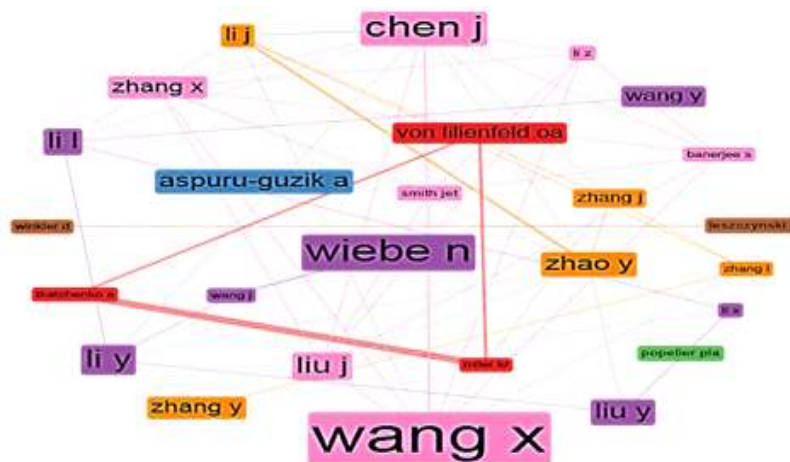 chen j
li j
li z
zhang x
wang y
von lilienfeld oa
li l
banerjee s
aspuru-guzik a
smith jet
zhang j
winkler d
leszczynski
wiebe n
zhao y
zhang l
tkatchenko a
wang j
li x
li y
liu j
popelier pla
zhang y
liu y
wang x